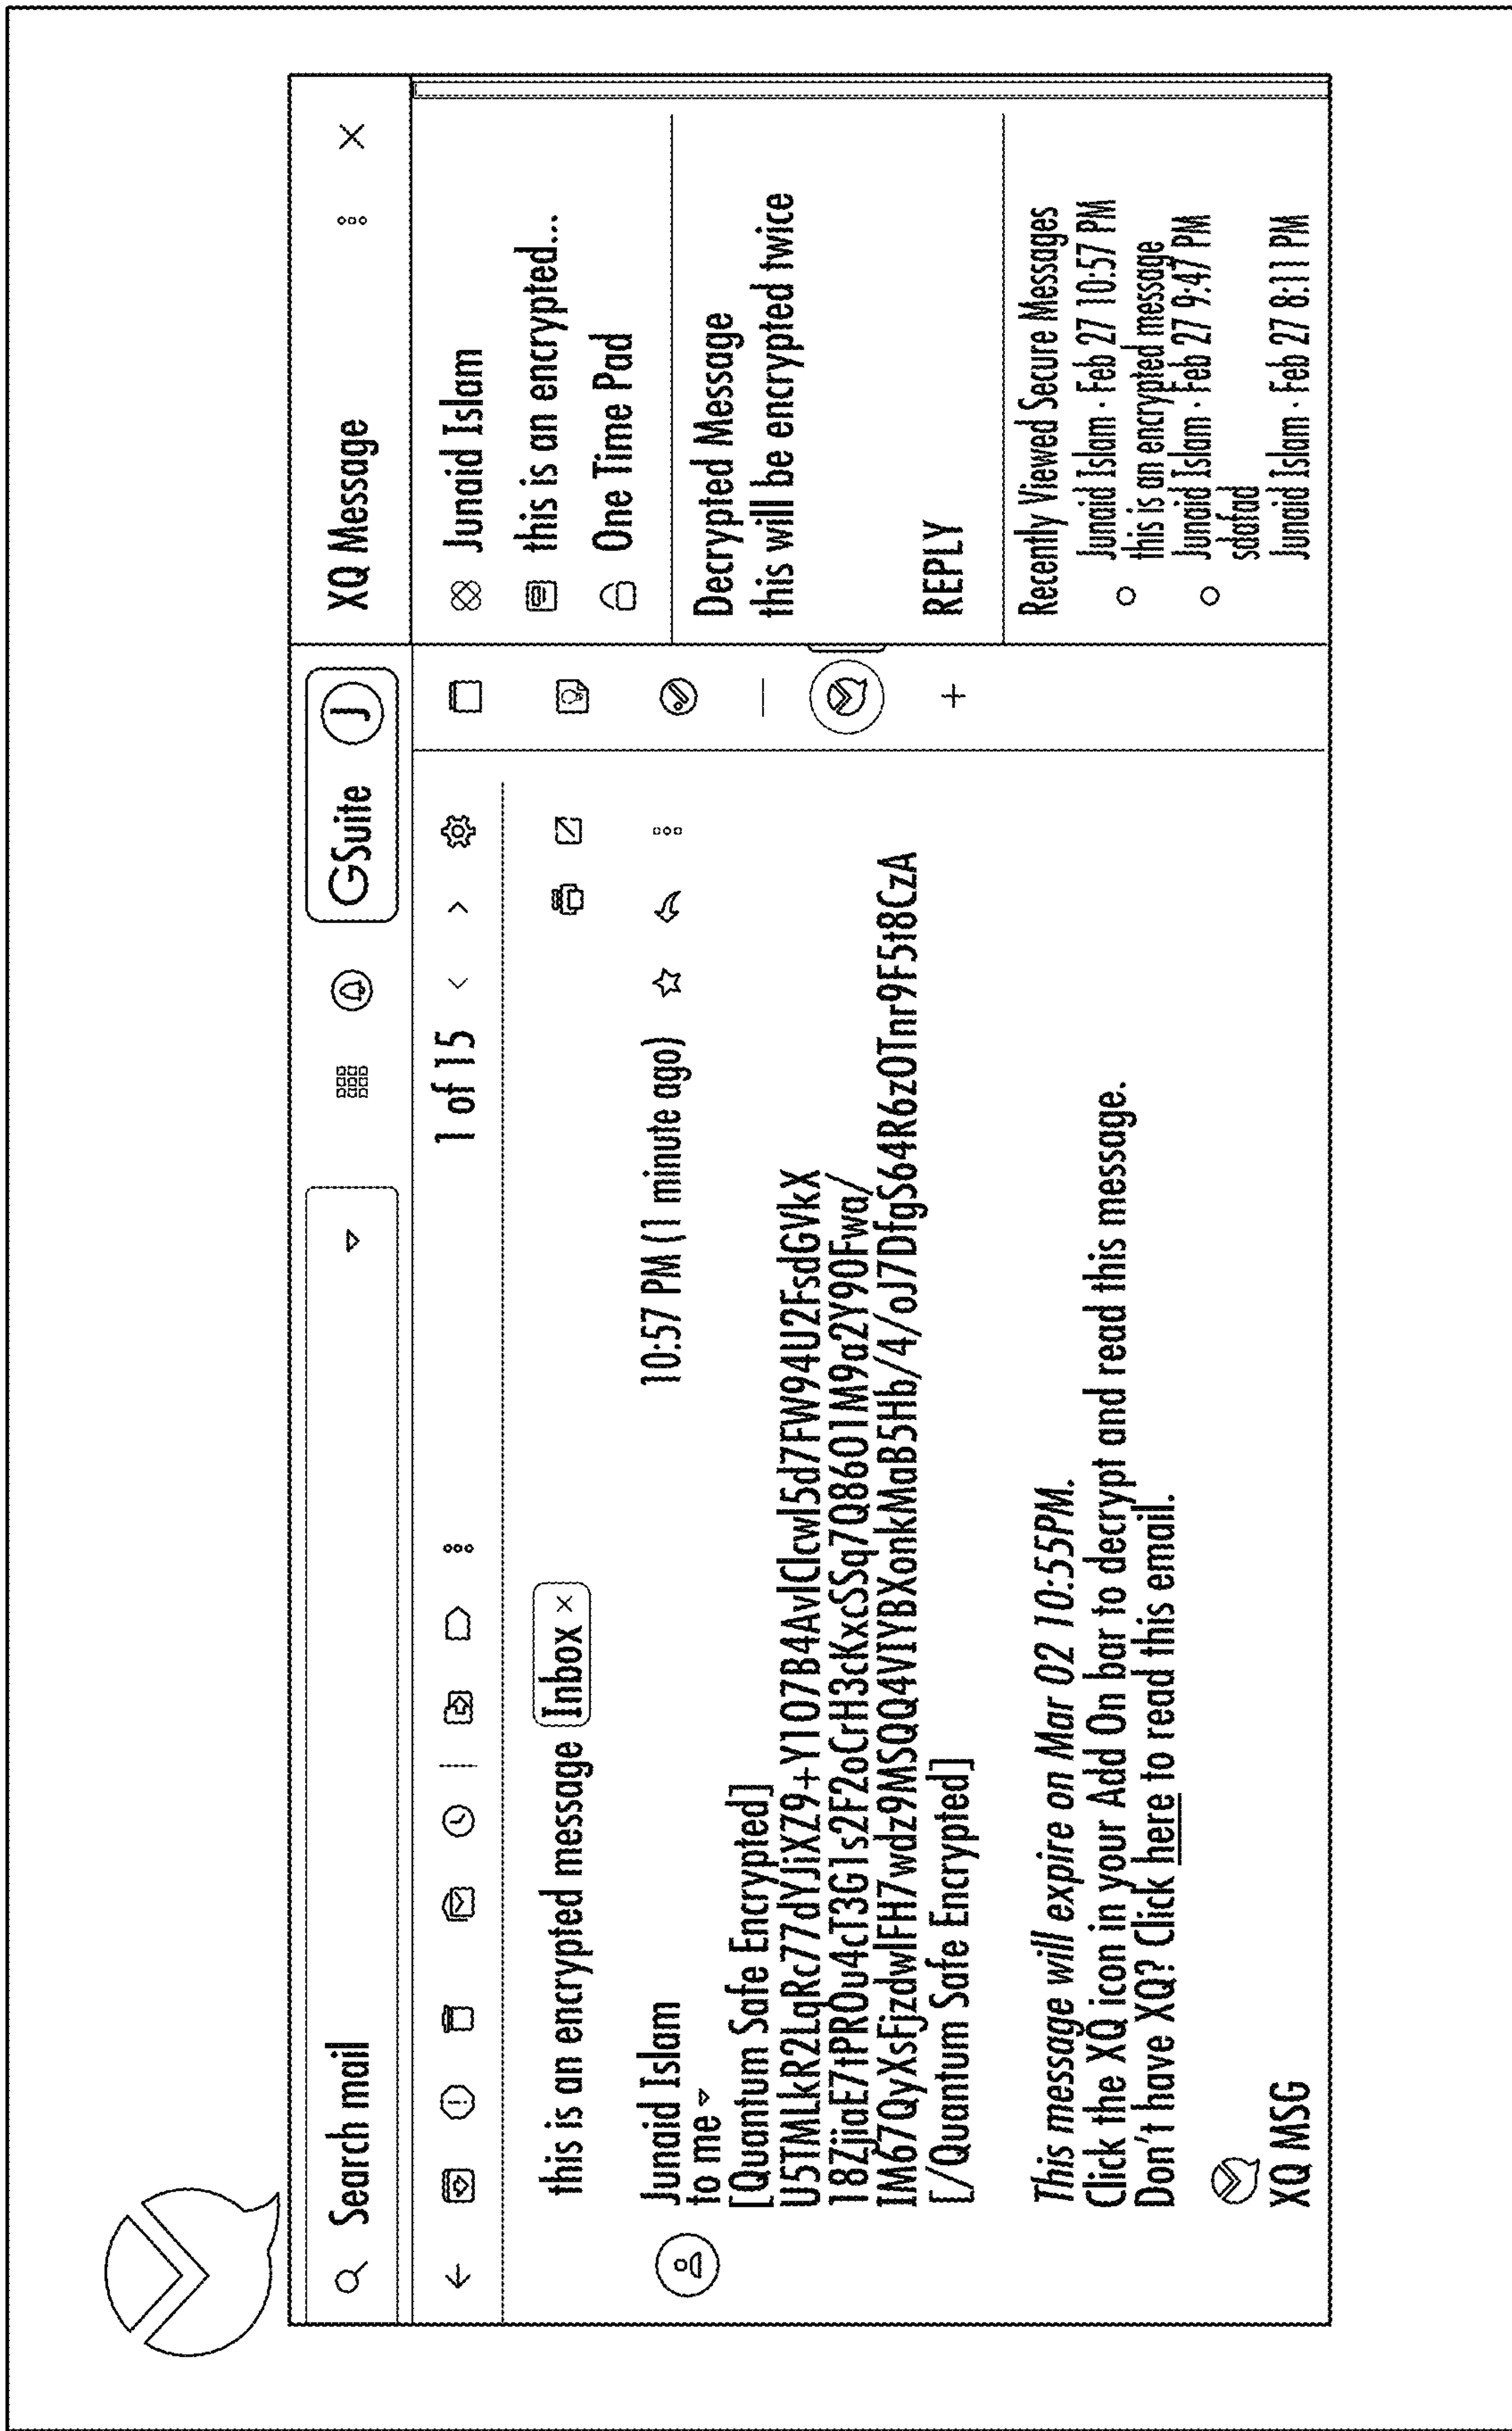 Search mail
GSuite J
XQ Message
1 of 15
this is an encrypted message Inbox ×
Junaid Islam
10:57 PM (1 minute ago)
to me
[Quantum Safe Encrypted]
U5TMLkR2LqRc77dYJiXZ9+Y1O7B4AvlClcwl5d7FW94U2FsdGVkX
18ZjiaE7tPROu4cT3G1s2F2oCrH3cKxcSSq7Q86O1M9a2Y90Fwa/
IM67QyXsFjzdwlFH7wdz9MSQQ4VIYBXonkMaB5Hb/4/oJ7DfgS64R6zOTnr9F5t8CzA
[/Quantum Safe Encrypted]
This message will expire on Mar 02 10:55PM.
Click the XQ icon in your Add On bar to decrypt and read this message.
Don't have XQ? Click here to read this email.
XQ MSG
Junaid Islam
this is an encrypted...
One Time Pad
Decrypted Message
this will be encrypted twice
REPLY
Recently Viewed Secure Messages
Junaid Islam · Feb 27 10:57 PM
this is an encrypted message
Junaid Islam · Feb 27 9:47 PM
sdafad
Junaid Islam · Feb 27 8:11 PM